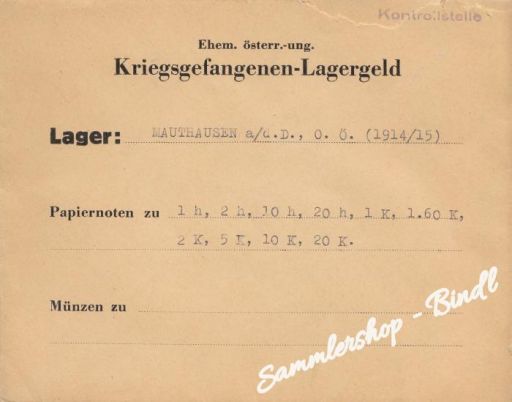 Kontrollstelle
Ehem. österr.-ung.
Kriegsgefangenen-Lagergeld
Lager: MAUTHAUSEN a/d.D., O. Ö. (1914/15)
Papiernoten zu 1 h, 2 h, 10 h, 20 h, 1 K, 1.60 K,
2 K, 5 K, 10 K, 20 K.
Münzen zu
Sammlershop - Bindl